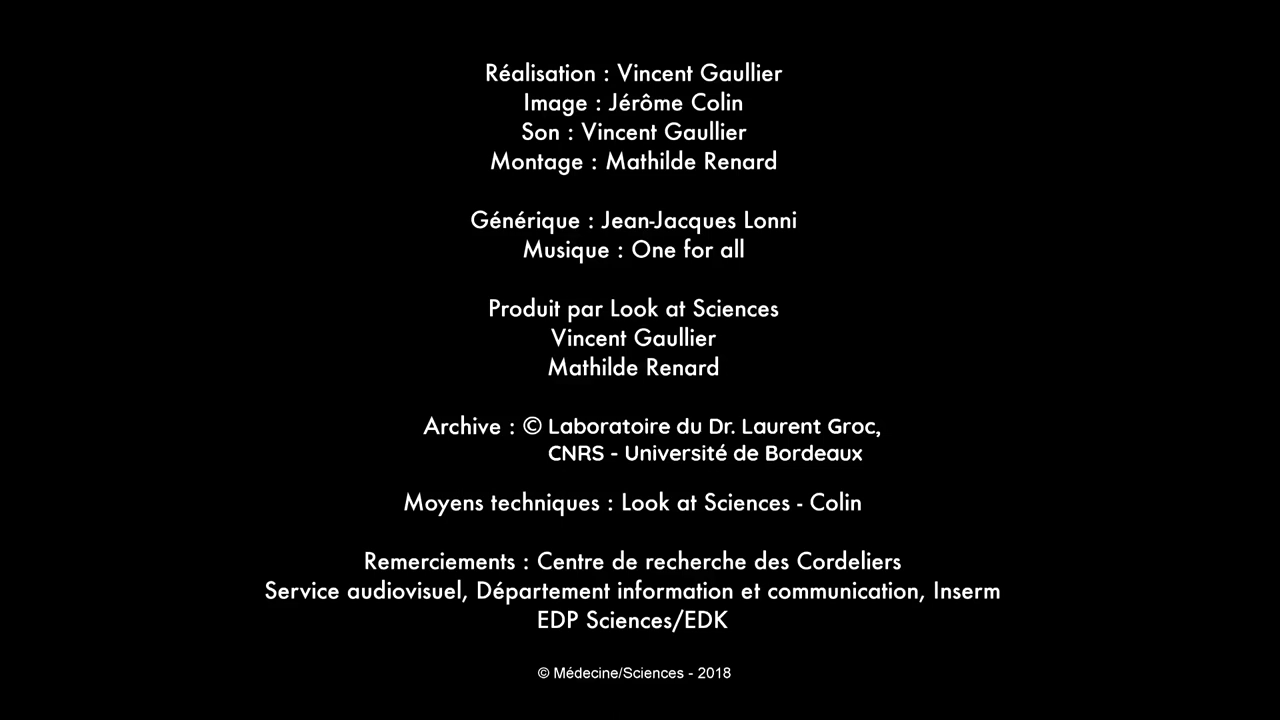 Réalisation : Vincent Gaullier
Image : Jérôme Colin
Son : Vincent Gaullier
Montage : Mathilde Renard
Générique : Jean-Jacques Lonni
Musique : One for all
Produit par Look at Sciences
Vincent Gaullier
Mathilde Renard
Archive : © Laboratoire du Dr. Laurent Groc,
CNRS - Université de Bordeaux
Moyens techniques : Look at Sciences - Colin
Remerciements : Centre de recherche des Cordeliers
Service audiovisuel, Département information et communication, Inserm
EDP Sciences/EDK
© Médecine/Sciences - 2018